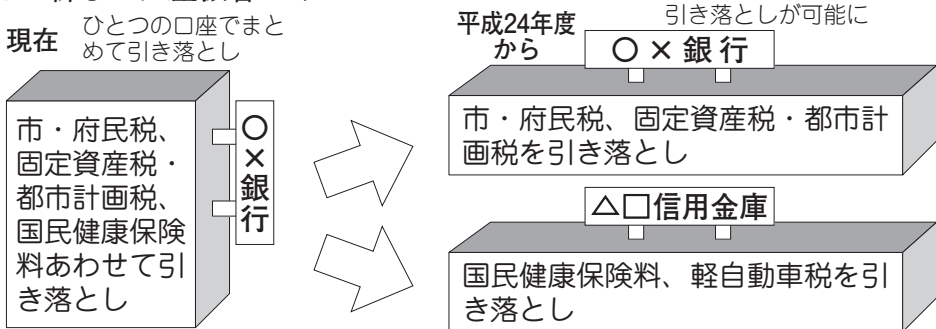 現在
ひとつの口座でまと
めて引き落とし
市・府民税、
固定資産税・
都市計画税、
国民健康保険
料あわせて引
き落とし
○×銀行
平成24年度
から
引き落としが可能に
○×銀行
市・府民税、固定資産税・都市計
画税を引き落とし
△□信用金庫
国民健康保険料、軽自動車税を引
き落とし